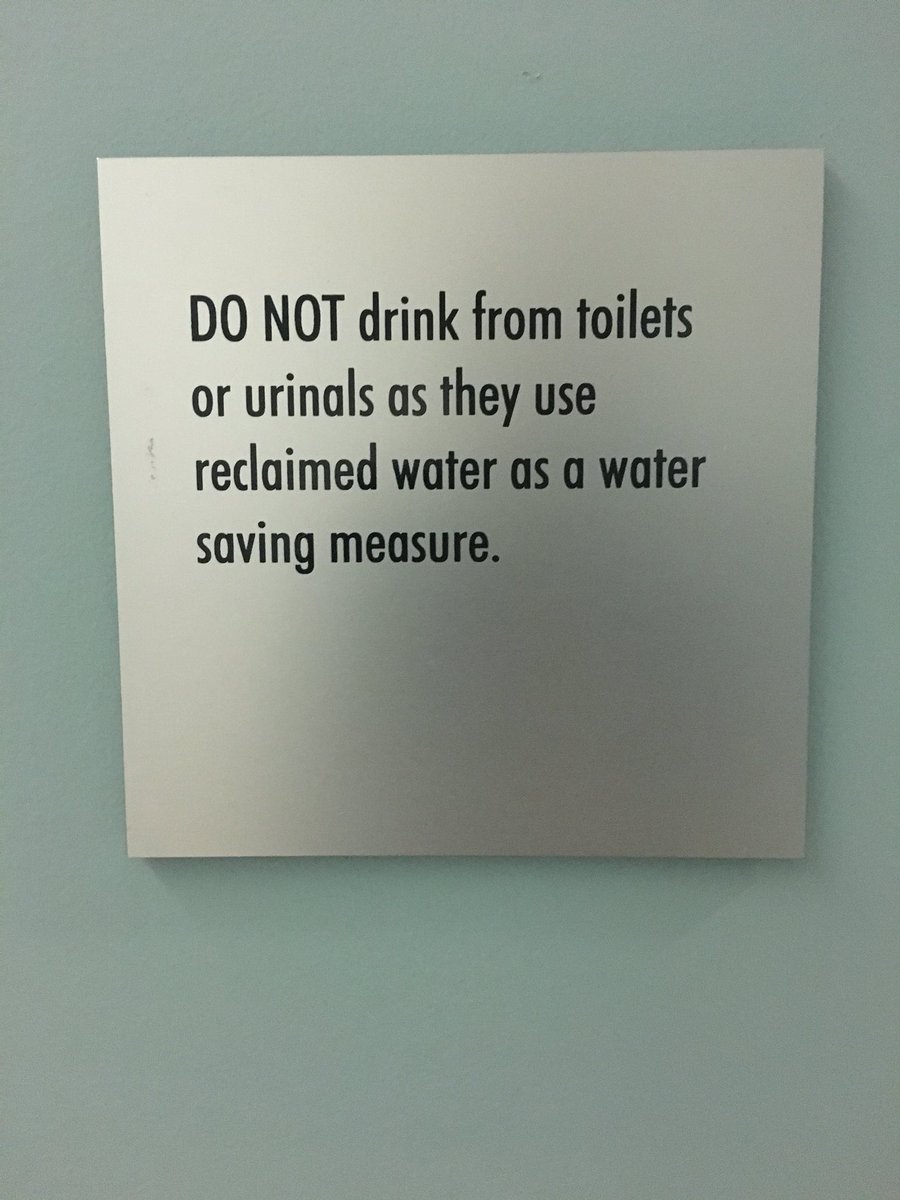 DO NOT drink from toilets
or urinals as they use
reclaimed water as a water
saving measure.